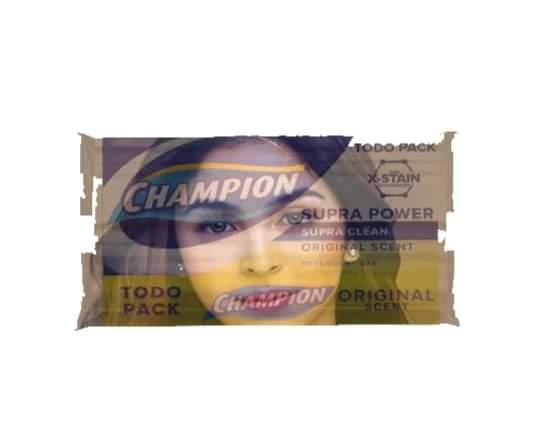 TODO PACK
X-STAIN
CHAMPION
SUPRA POWER
SUPRA CLEAN
ORIGINAL SCENT
DETERGENT BAR
TODO
PACK
CHAMPION
ORIGINAL
SCENT